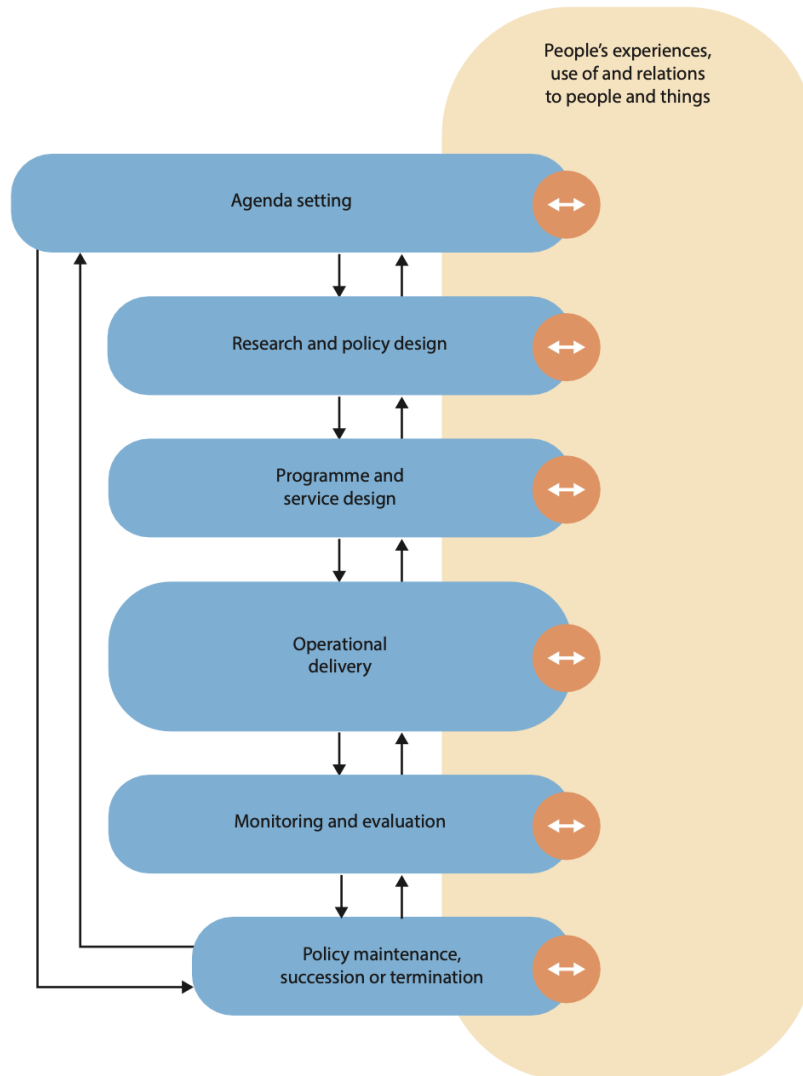 People’s experiences,
use of and relations
to people and things
Agenda setting
Research and policy design
Programme and
service design
Operational
delivery
Monitoring and evaluation
Policy maintenance,
succession or termination